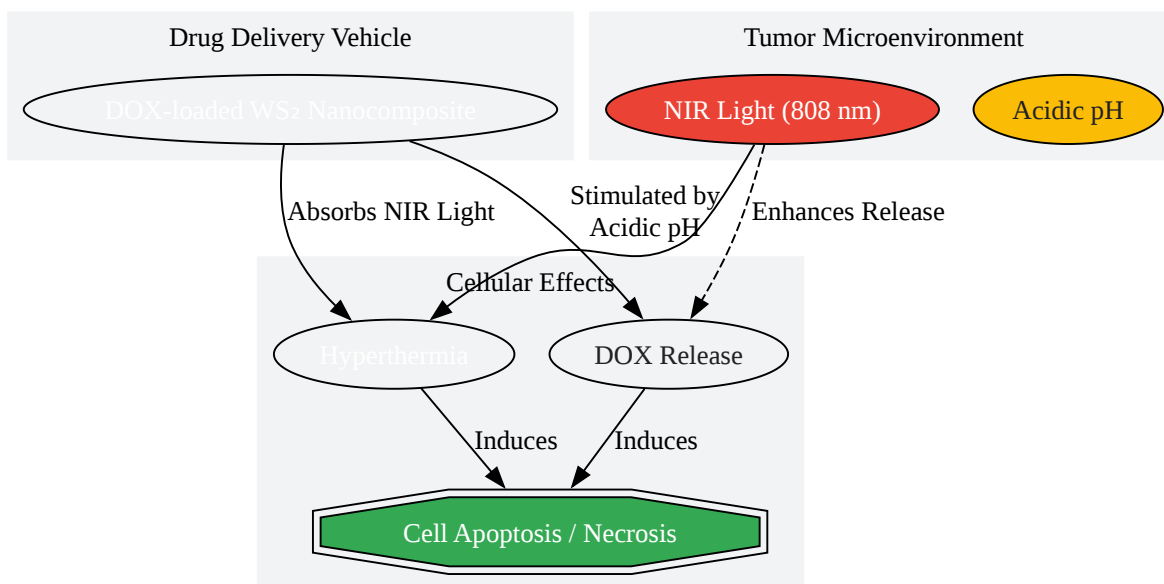 Drug Delivery Vehicle
Tumor Microenvironment
DOX-loaded WS₂ Nanocomposite
NIR Light (808 nm)
Acidic pH
Absorbs NIR Light
Stimulated by
Acidic pH
Enhances Release
Cellular Effects
Hyperthermia
DOX Release
Induces
Induces
Cell Apoptosis / Necrosis